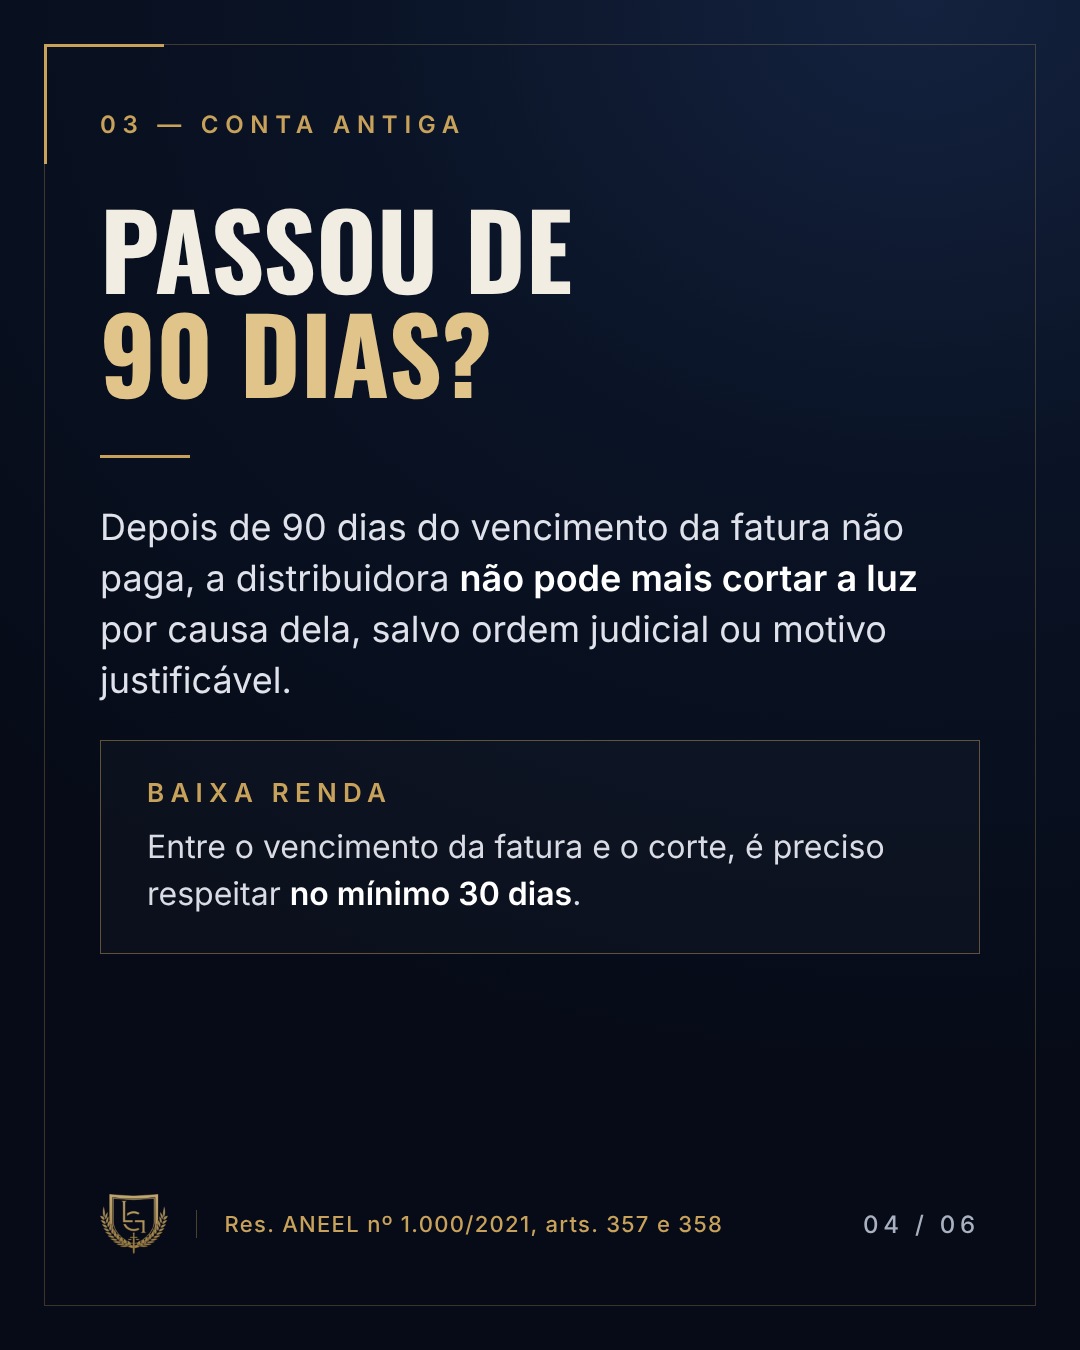 03 — CONTA ANTIGA
PASSOU DE
90 DIAS?
Depois de 90 dias do vencimento da fatura não
paga, a distribuidora não pode mais cortar a luz
por causa dela, salvo ordem judicial ou motivo
justificável.
BAIXA RENDA
Entre o vencimento da fatura e o corte, é preciso
respeitar no mínimo 30 dias.
Res. ANEEL nº 1.000/2021, arts. 357 e 358
04 / 06